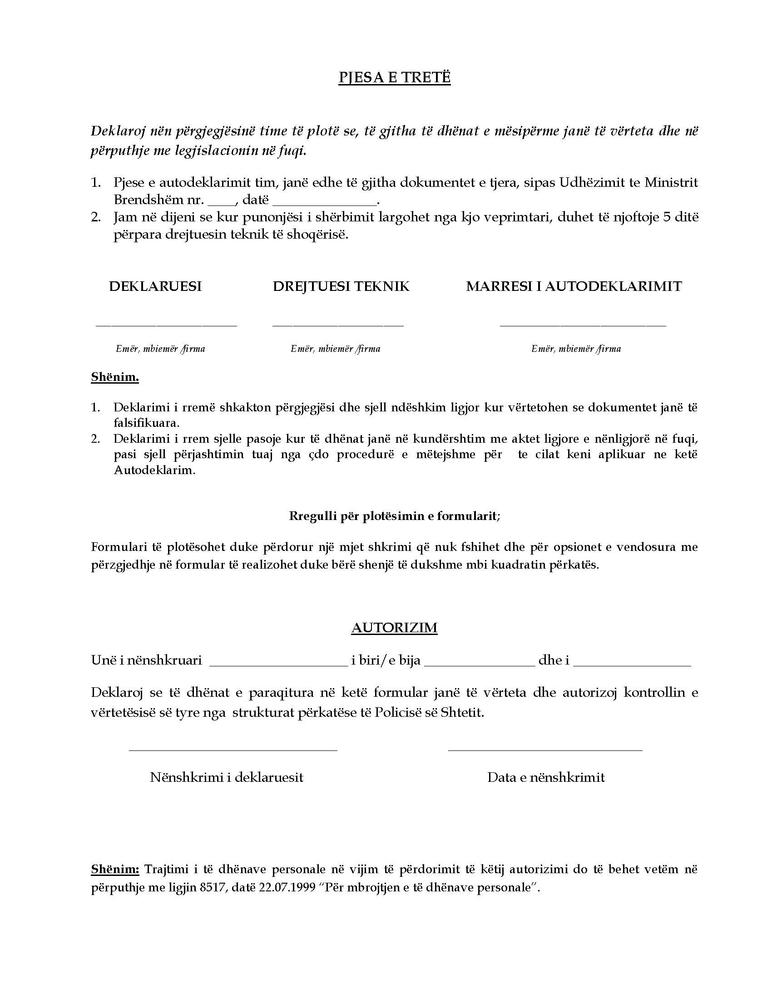 PJESA E TRETË
Deklaroj nën përgjegjësinë time të plotë se, të gjitha të dhënat e mësipërme janë të vërteta dhe në
përputhje me legjislacionin në fuqi.
1. Pjese e autodeklarimit tim, janë edhe të gjitha dokumentet e tjera, sipas Udhëzimit te Ministrit
Brendshëm nr. ____, datë _______________.
2. Jam në dijeni se kur punonjësi i shërbimit largohet nga kjo veprimtari, duhet të njoftoje 5 ditë
përpara drejtuesin teknik të shoqërisë.
DEKLARUESI DREJTUESI TEKNIK MARRESI I AUTODEKLARIMIT
____________________ ___________________ ________________________
Emër, mbiemër /firma Emër, mbiemër /firma Emër, mbiemër /firma
Shënim.
1. Deklarimi i rremë shkakton përgjegjësi dhe sjell ndëshkim ligjor kur vërtetohen se dokumentet janë të
falsifikuara.
2. Deklarimi i rrem sjelle pasoje kur të dhënat janë në kundërshtim me aktet ligjore e nënligjorë në fuqi,
pasi sjell përjashtimin tuaj nga çdo procedurë e mëtejshme për te cilat keni aplikuar ne ketë
Autodeklarim.
Rregulli për plotësimin e formularit;
Formulari të plotësohet duke përdorur një mjet shkrimi që nuk fshihet dhe për opsionet e vendosura me
përzgjedhje në formular të realizohet duke bërë shenjë të dukshme mbi kuadratin përkatës.
AUTORIZIM
Unë i nënshkruari ____________________ i biri/e bija ________________ dhe i _________________
Deklaroj se të dhënat e paraqitura në ketë formular janë të vërteta dhe autorizoj kontrollin e
vërtetësisë së tyre nga strukturat përkatëse të Policisë së Shtetit.
______________________________ ____________________________
Nënshkrimi i deklaruesit Data e nënshkrimit
Shënim: Trajtimi i të dhënave personale në vijim të përdorimit të këtij autorizimi do të behet vetëm në
përputhje me ligjin 8517, datë 22.07.1999 “Për mbrojtjen e të dhënave personale”.